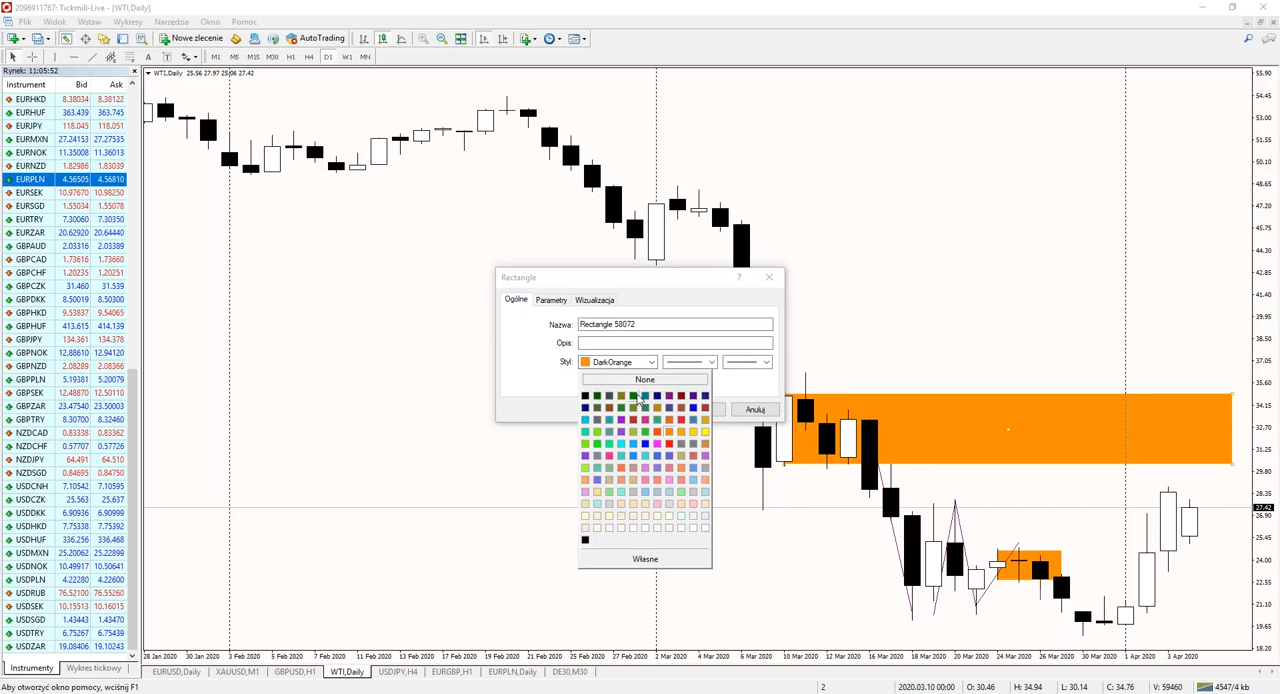 2096911767: Tickmill-Live - [WTI,Daily]
Plik Widok Wstaw Wykresy Narzędzia Okno Pomoc
Nowe zlecenie AutoTrading
A T M1 M5 M15 M30 H1 H4 D1 W1 MN
Rynek: 11:05:52
Instrument Bid Ask
EURHKD 8.38034 8.38122
EURHUF 363.439 363.745
EURJPY 118.045 118.051
EURMXN 27.24153 27.27535
EURNOK 11.35008 11.36013
EURNZD 1.82986 1.83039
EURPLN 4.56505 4.56810
EURSEK 10.97670 10.98250
EURSGD 1.55034 1.55078
EURTRY 7.30060 7.30350
EURZAR 20.62920 20.64440
GBPAUD 2.03316 2.03389
GBPCAD 1.73616 1.73660
GBPCHF 1.20235 1.20251
GBPCZK 31.460 31.539
GBPDKK 8.50019 8.50300
GBPHKD 9.53967 9.54065
GBPHUF 413.615 414.139
GBPJPY 134.361 134.378
GBPNOK 12.88610 12.94120
GBPNZD 2.08289 2.08366
GBPPLN 5.19381 5.20079
GBPSEK 12.48870 12.50110
GBPZAR 23.47540 23.50000
GBPTRY 8.30700 8.32460
NZDCAD 0.83332 0.83362
NZDCHF 0.57707 0.57726
NZDJPY 64.491 64.510
NZDSGD 0.84695 0.84750
USDCNH 7.10542 7.10597
USDCZK 25.563 25.637
USDDKK 6.90936 6.90999
USDHKD 7.75338 7.75392
USDHUF 336.256 336.468
USDMXN 25.20062 25.22880
USDNOK 10.49917 10.50641
USDPLN 4.22280 4.22600
USDRUB 76.52100 76.55260
USDSEK 10.15513 10.16015
USDSGD 1.43443 1.43470
USDTRY 6.75267 6.75439
USDZAR 19.08406 19.10243
Instrumenty Wykres tickowy
WTI,Daily 25.56 27.97 25.06 27.42
Rectangle
?
Ogólne Parametry Wizualizacja
Nazwa: Rectangle 58072
Opis:
Styl: DarkOrange
None
Anuluj
Własne
55.90
54.45
53.00
51.55
50.10
48.65
47.20
45.75
44.30
42.85
41.40
39.95
38.50
37.05
35.60
34.15
32.70
31.25
29.80
28.35
27.42
26.90
25.45
24.00
22.55
21.10
19.65
18.20
28 Jan 2020 30 Jan 2020 3 Feb 2020 5 Feb 2020 7 Feb 2020 11 Feb 2020 13 Feb 2020 17 Feb 2020 19 Feb 2020 21 Feb 2020 25 Feb 2020 27 Feb 2020 2 Mar 2020 4 Mar 2020 6 Mar 2020 10 Mar 2020 12 Mar 2020 16 Mar 2020 18 Mar 2020 20 Mar 2020 24 Mar 2020 26 Mar 2020 30 Mar 2020 1 Apr 2020 3 Apr 2020
EURUSD,Daily XAUUSD,M1 GBPUSD,H1 WTI,Daily USDJPY,H4 EURGBP,H1 EURPLN,Daily DE30,M30
Aby otworzyć okno pomocy, wciśnij F1 2 2020.03.10 00:00 O: 30.46 H: 34.94 L: 30.14 C: 34.76 V: 59460 4547/4 kb